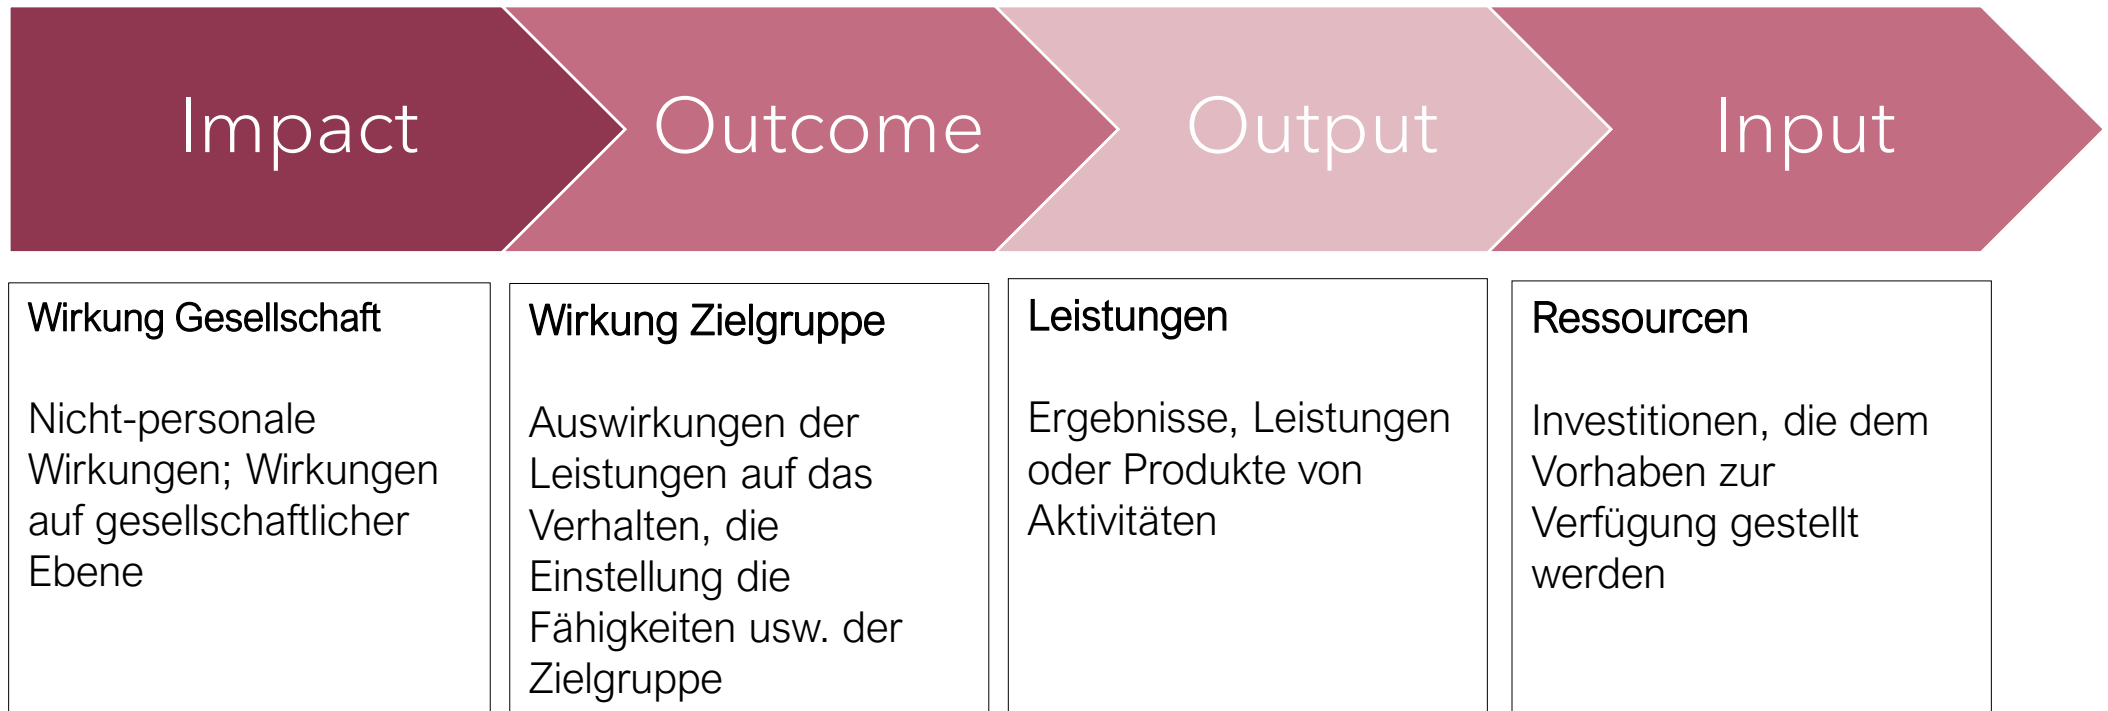 Impact
Outcome
Output
Input
Wirkung Gesellschaft
Nicht-personale
Wirkungen; Wirkungen
auf gesellschaftlicher
Ebene
Wirkung Zielgruppe
Auswirkungen der
Leistungen auf das
Verhalten, die
Einstellung die
Fähigkeiten usw. der
Zielgruppe
Leistungen
Ergebnisse, Leistungen
oder Produkte von
Aktivitäten
Ressourcen
Investitionen, die dem
Vorhaben zur
Verfügung gestellt
werden